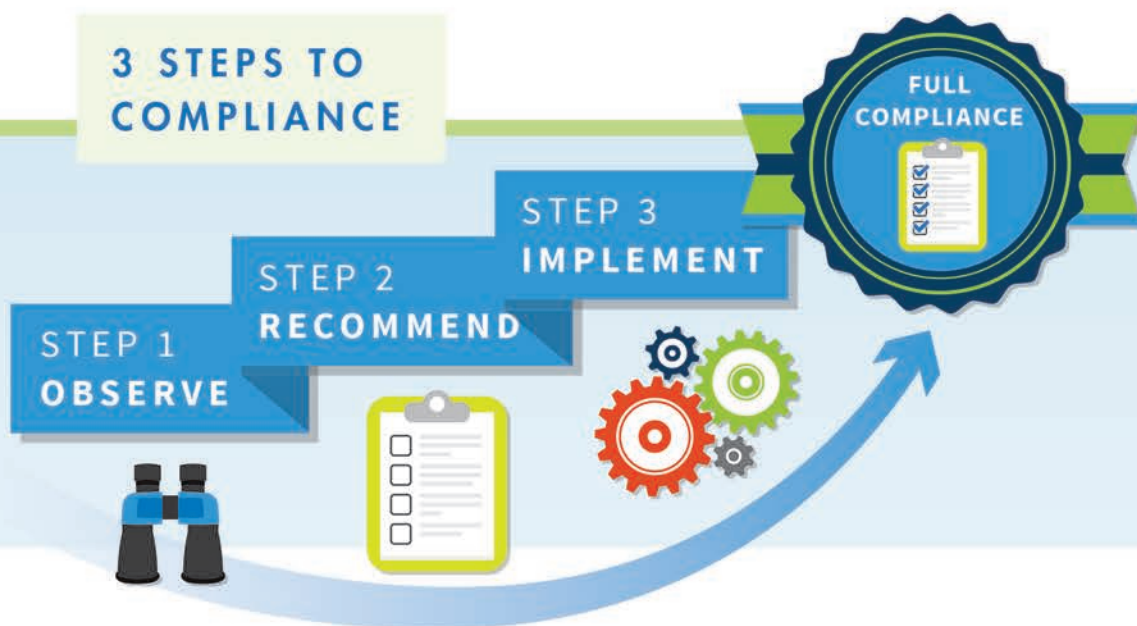 3 STEPS TO
COMPLIANCE
STEP 1
OBSERVE
STEP 2
RECOMMEND
STEP 3
IMPLEMENT
FULL
COMPLIANCE